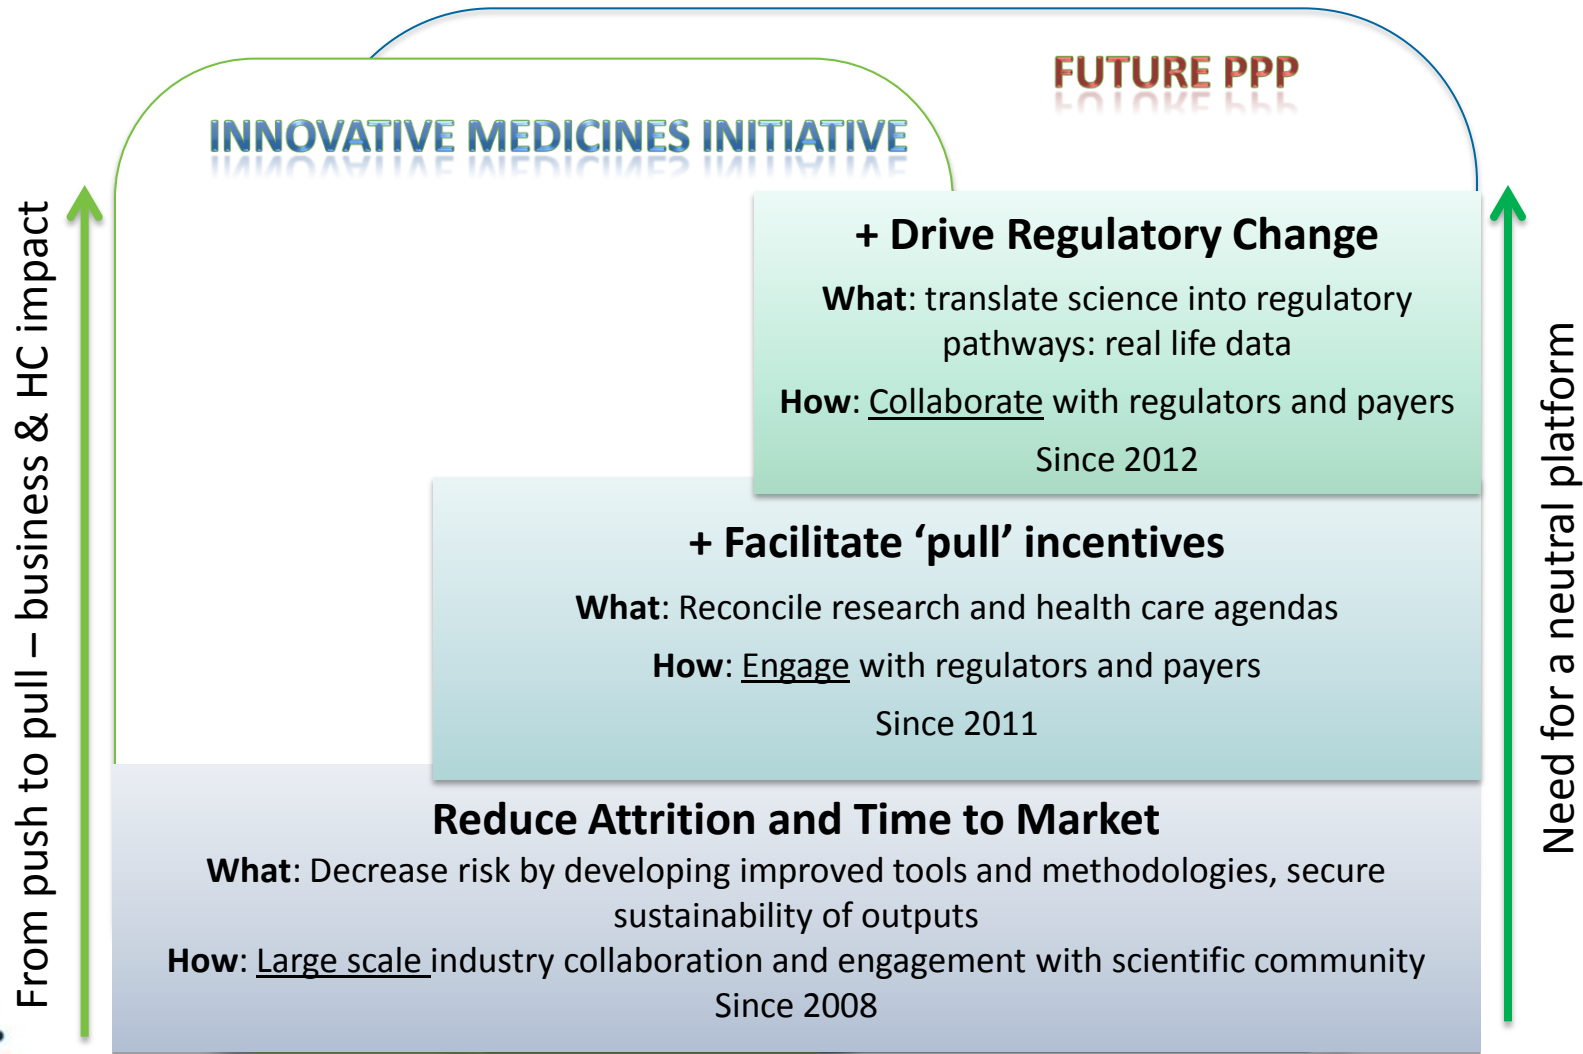 FUTURE PPP
INNOVATIVE MEDICINES INITIATIVE
From push to pull – business & HC impact
+ Drive Regulatory Change
What: translate science into regulatory
pathways: real life data
How: Collaborate with regulators and payers
Since 2012
+ Facilitate ‘pull’ incentives
What: Reconcile research and health care agendas
How: Engage with regulators and payers
Since 2011
Reduce Attrition and Time to Market
What: Decrease risk by developing improved tools and methodologies, secure
sustainability of outputs
How: Large scale industry collaboration and engagement with scientific community
Since 2008
Need for a neutral platform